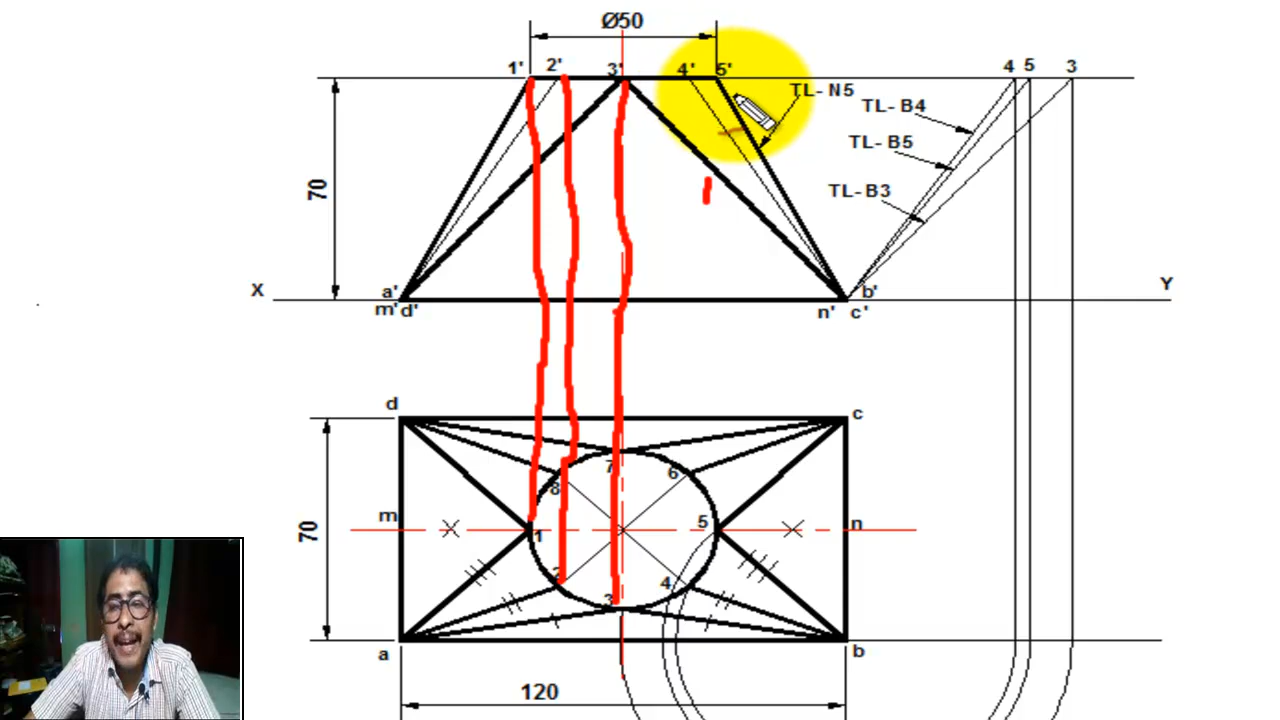 Ø50
1' 2' 3' 4' 5' 4 5 3
TL- N5
TL- B4
TL- B5
TL- B3
70
X a' b' Y
m' d' n' c'
d c
7 6
8
m 1 5 n
70
2 4
3
a b
120